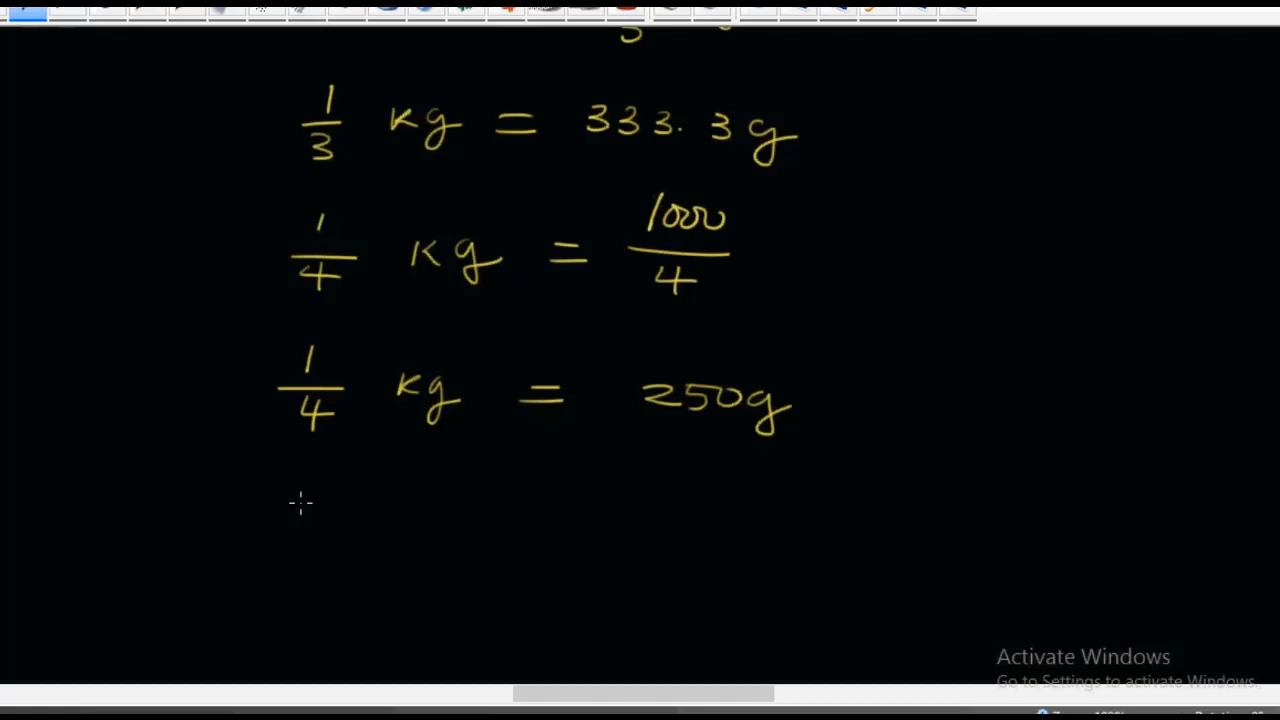 1/3 kg = 333.3g
1/4 kg = 1000/4
1/4 kg = 250g
Activate Windows
Go to Settings to activate Windows.